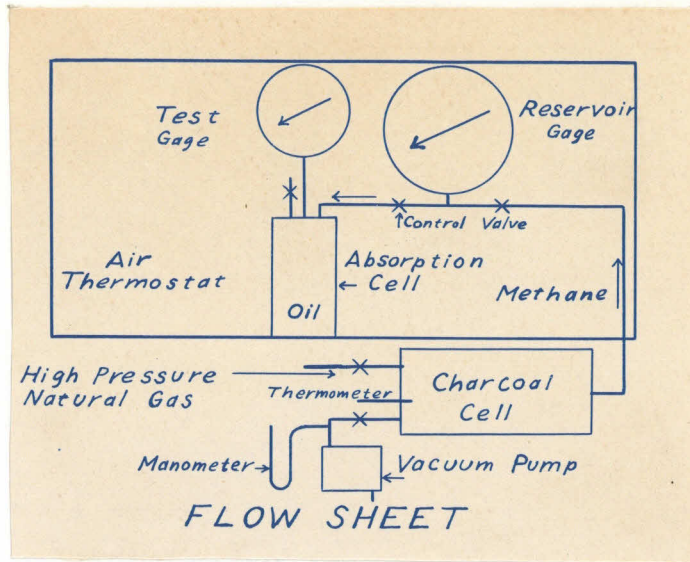 Test
Gage
Reservoir
Gage
Control Valve
Air
Thermostat
Absorption
Cell
Oil
Methane
High Pressure
Natural Gas
Thermometer
Charcoal
Cell
Manometer
Vacuum Pump
FLOW SHEET